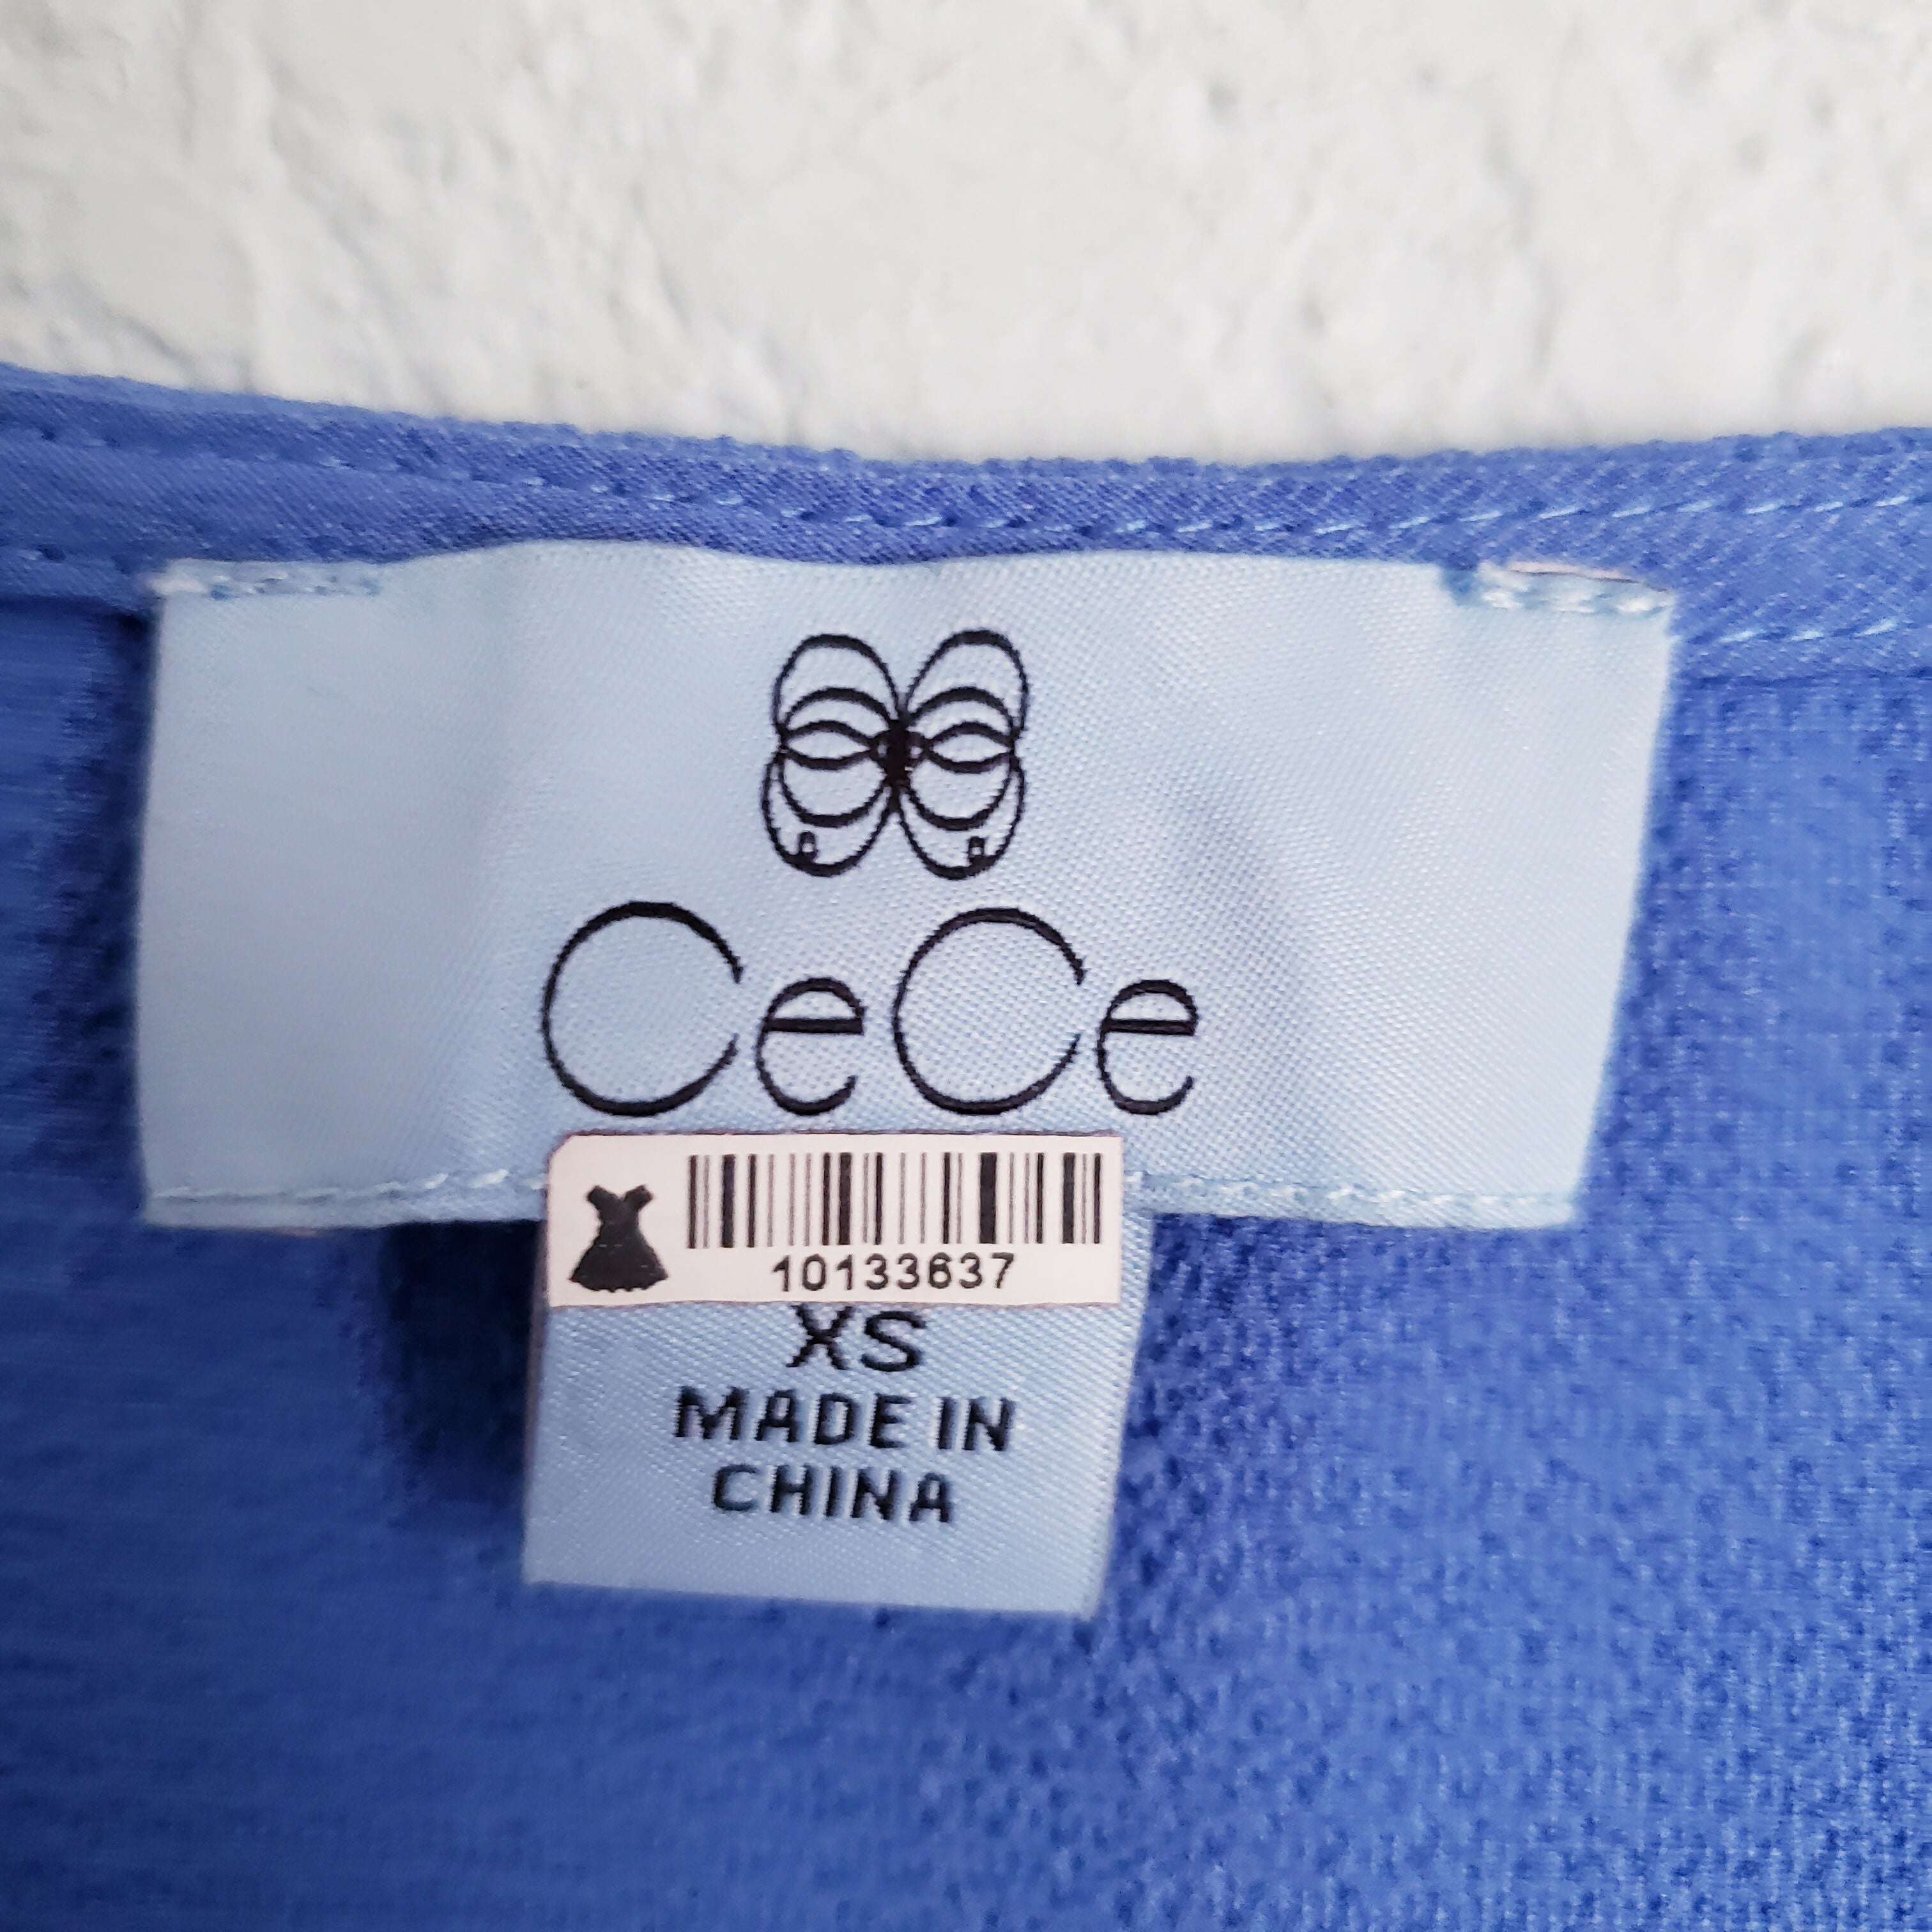 CeCe
10133637
XS
MADE IN
CHINA